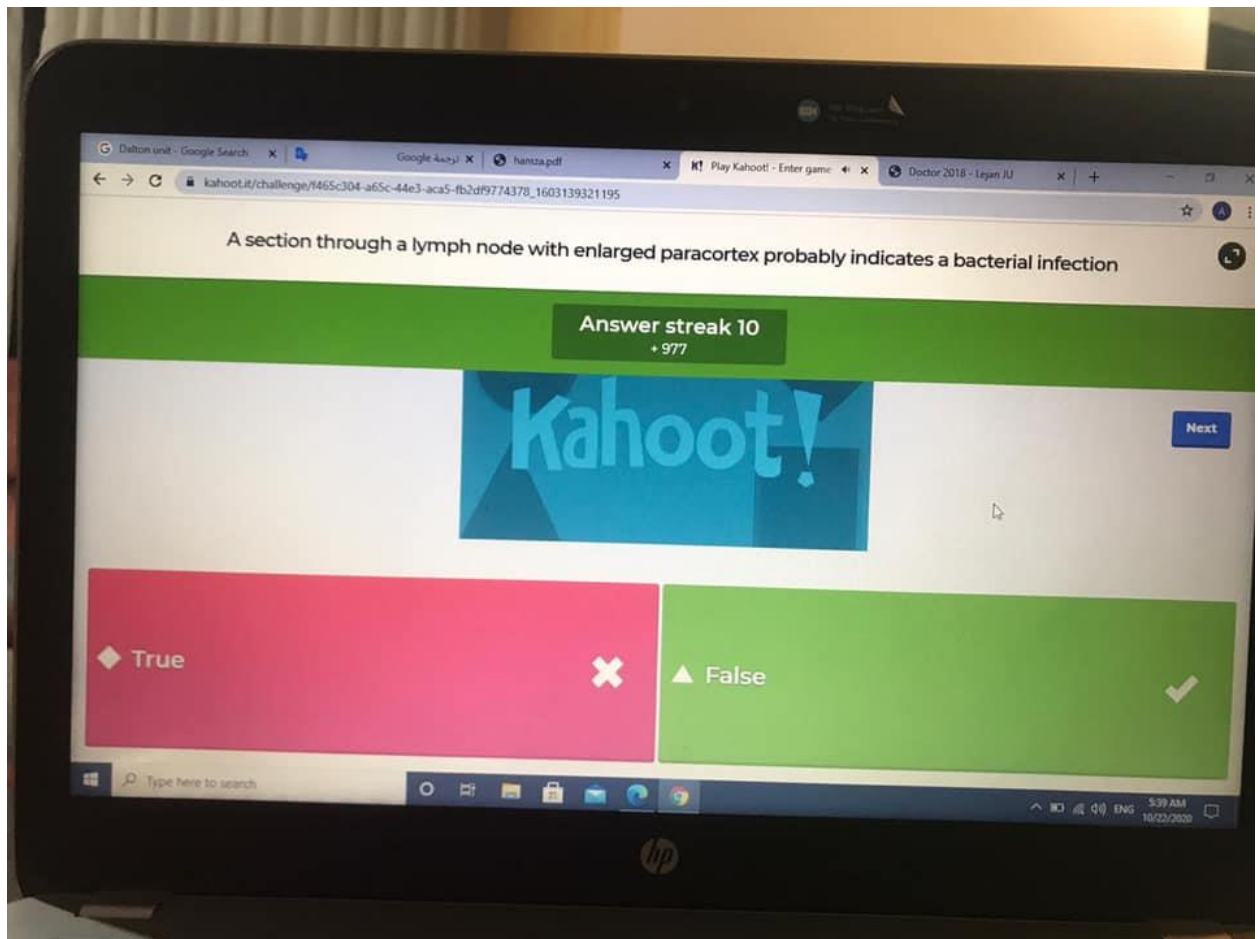 Dalton unit - Google Search
ترجمة Google
hamza.pdf
Play Kahoot! - Enter game
Doctor 2018 - Lejan JU
kahoot.it/challenge/f465c304-a65c-44e3-aca5-fb2df9774378_1603139321195
A section through a lymph node with enlarged paracortex probably indicates a bacterial infection
Answer streak 10
+ 977
Kahoot!
Next
True
False
Type here to search
ENG
5:39 AM
10/22/2020
hp